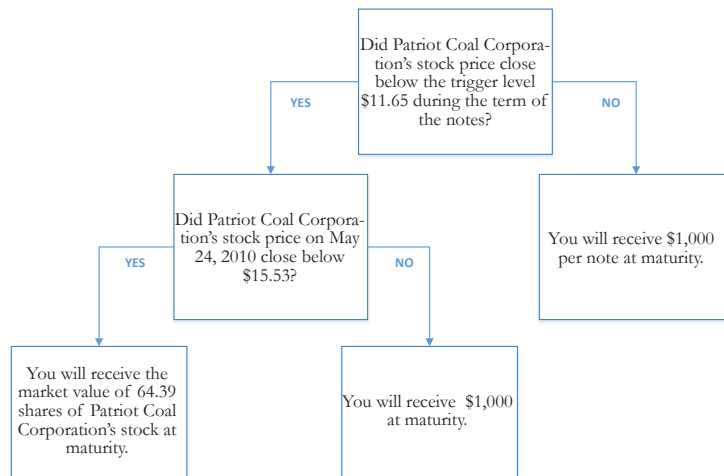 Did Patriot Coal Corpora-
tion's stock price close
below the trigger level
$11.65 during the term of
the notes?
YES
NO
Did Patriot Coal Corpora-
tion's stock price on May
24, 2010 close below
$15.53?
You will receive $1,000
per note at maturity.
YES
NO
You will receive the
market value of 64.39
shares of Patriot Coal
Corporation's stock at
maturity.
You will receive $1,000
at maturity.